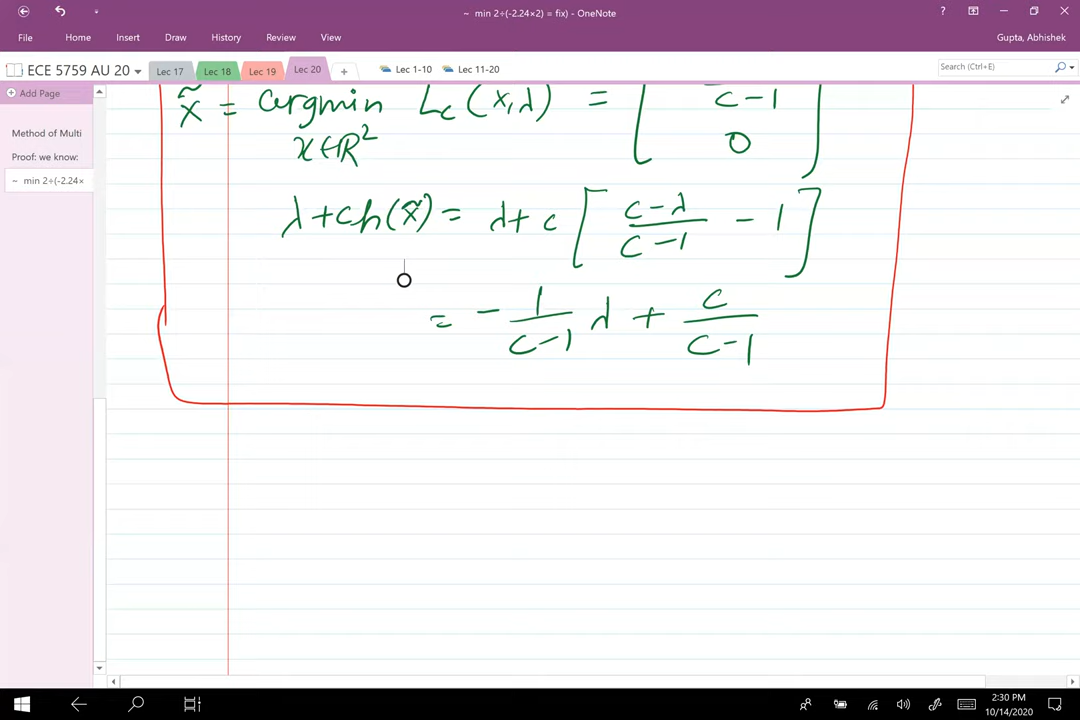 ~ min 2÷(-2.24×2) = fix) - OneNote
?
Gupta, Abhishek
File Home Insert Draw History Review View
ECE 5759 AU 20
Lec 17
Lec 18
Lec 19
Lec 20
+
Lec 1-10
Lec 11-20
Search (Ctrl+E)
Add Page
Method of Multi
Proof: we know:
~ min 2÷(-2.24×
x̃ = argmin L_c (x,λ) = [ c-1
x∈ℝ² 0 ]
λ + ch(x̃) = λ + c [ (c-λ)/(c-1) - 1 ]
= - 1/(c-1) λ + c/(c-1)
2:30 PM
10/14/2020